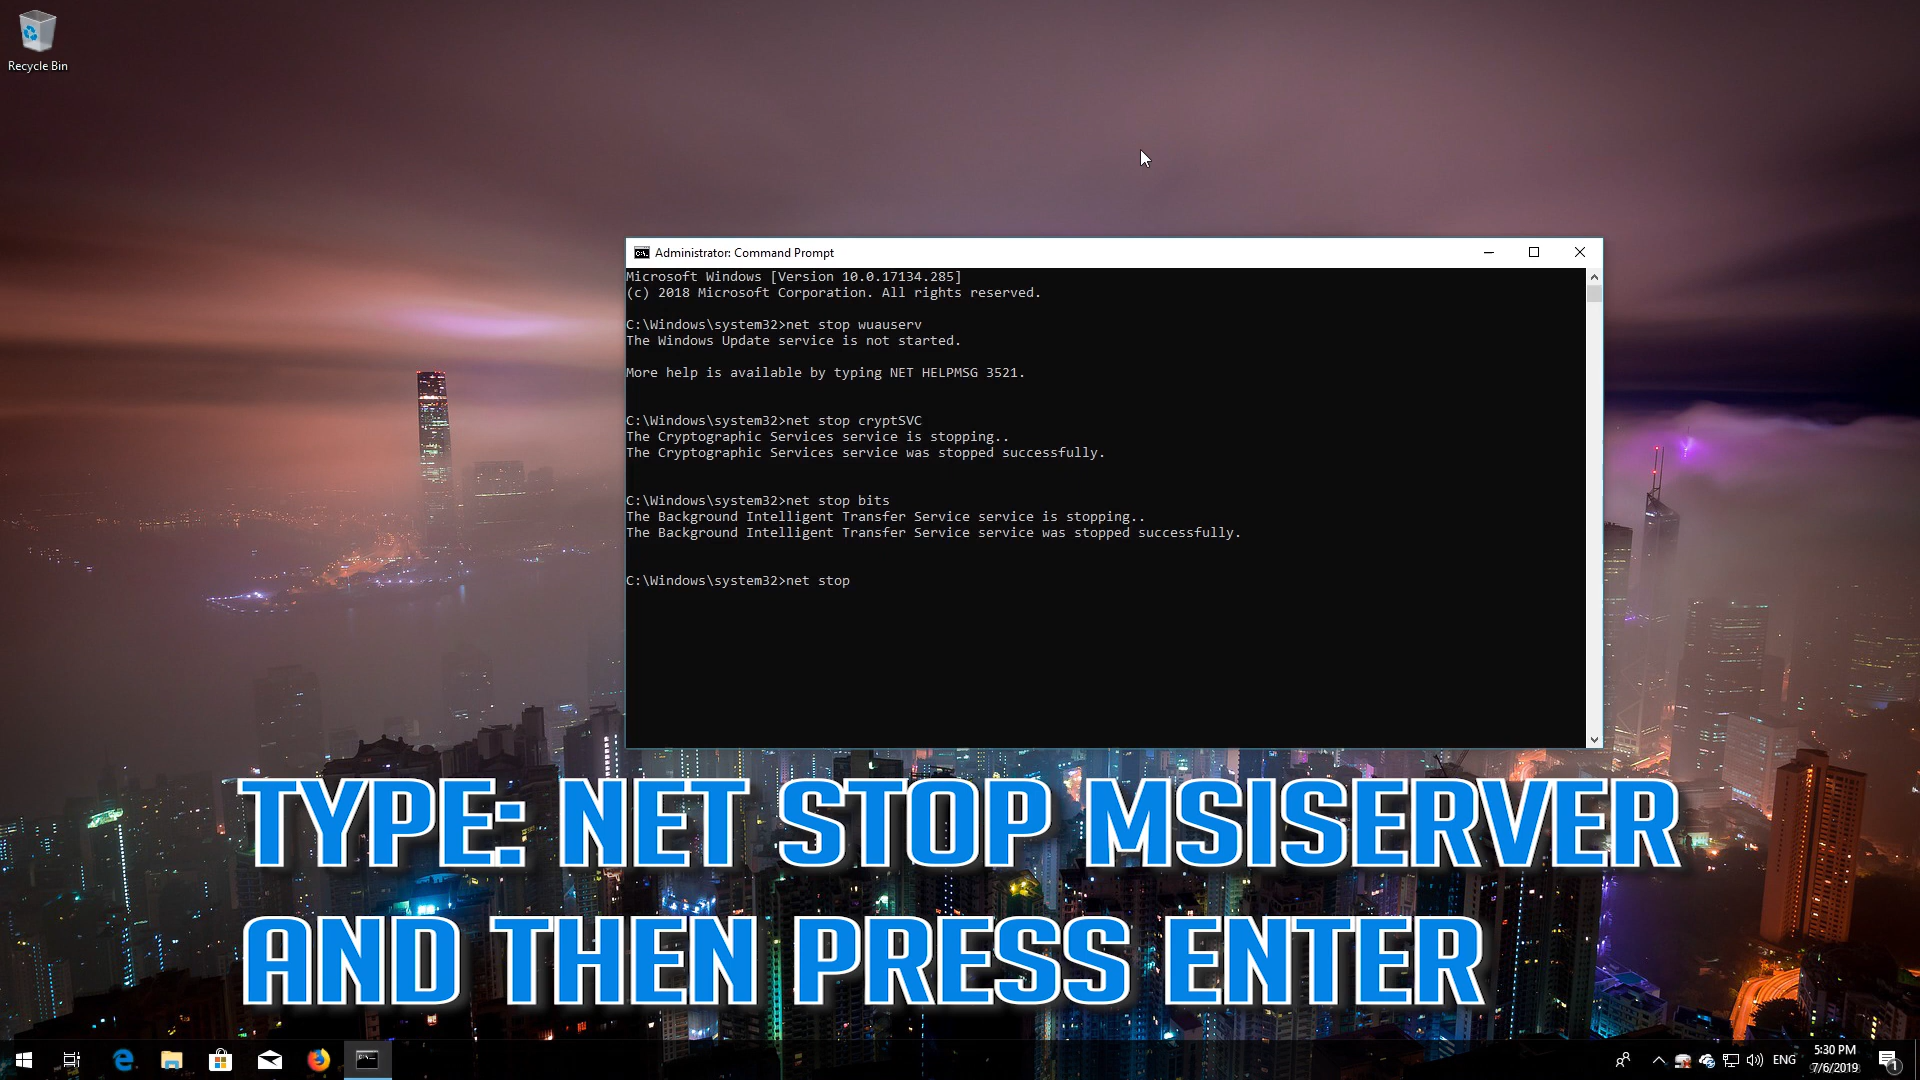 Recycle Bin
Administrator: Command Prompt
Microsoft Windows [Version 10.0.17134.285]
(c) 2018 Microsoft Corporation. All rights reserved.
C:\Windows\system32>net stop wuauserv
The Windows Update service is not started.
More help is available by typing NET HELPMSG 3521.
C:\Windows\system32>net stop cryptSVC
The Cryptographic Services service is stopping..
The Cryptographic Services service was stopped successfully.
C:\Windows\system32>net stop bits
The Background Intelligent Transfer Service service is stopping..
The Background Intelligent Transfer Service service was stopped successfully.
C:\Windows\system32>net stop
TYPE: NET STOP MSISERVER
AND THEN PRESS ENTER
ENG
5:30 PM
7/6/2019
1